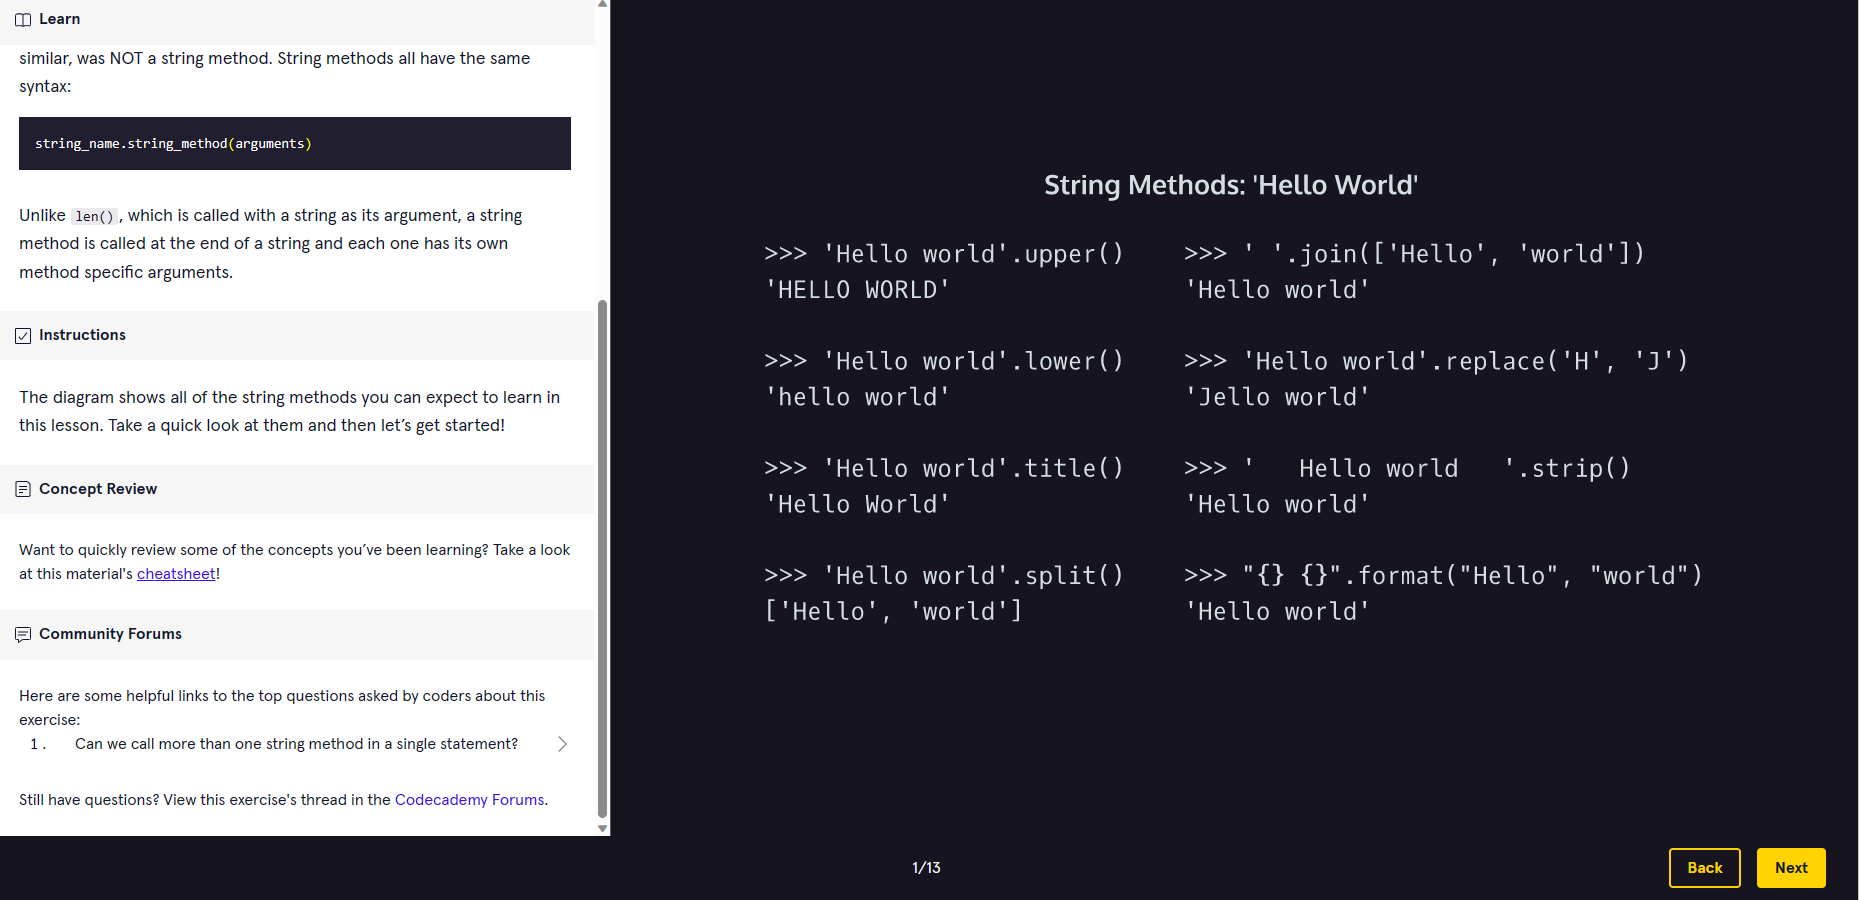 Learn
similar, was NOT a string method. String methods all have the same
syntax:
string_name.string_method(arguments)
Unlike len(), which is called with a string as its argument, a string
method is called at the end of a string and each one has its own
method specific arguments.
Instructions
The diagram shows all of the string methods you can expect to learn in
this lesson. Take a quick look at them and then let’s get started!
Concept Review
Want to quickly review some of the concepts you’ve been learning? Take a look
at this material's cheatsheet!
Community Forums
Here are some helpful links to the top questions asked by coders about this
exercise:
1. Can we call more than one string method in a single statement?
Still have questions? View this exercise's thread in the Codecademy Forums.
String Methods: 'Hello World'
>>> 'Hello world'.upper()
'HELLO WORLD'
>>> 'Hello world'.lower()
'hello world'
>>> 'Hello world'.title()
'Hello World'
>>> 'Hello world'.split()
['Hello', 'world']
>>> ' '.join(['Hello', 'world'])
'Hello world'
>>> 'Hello world'.replace('H', 'J')
'Jello world'
>>> '   Hello world   '.strip()
'Hello world'
>>> "{} {}".format("Hello", "world")
'Hello world'
1/13
Back
Next